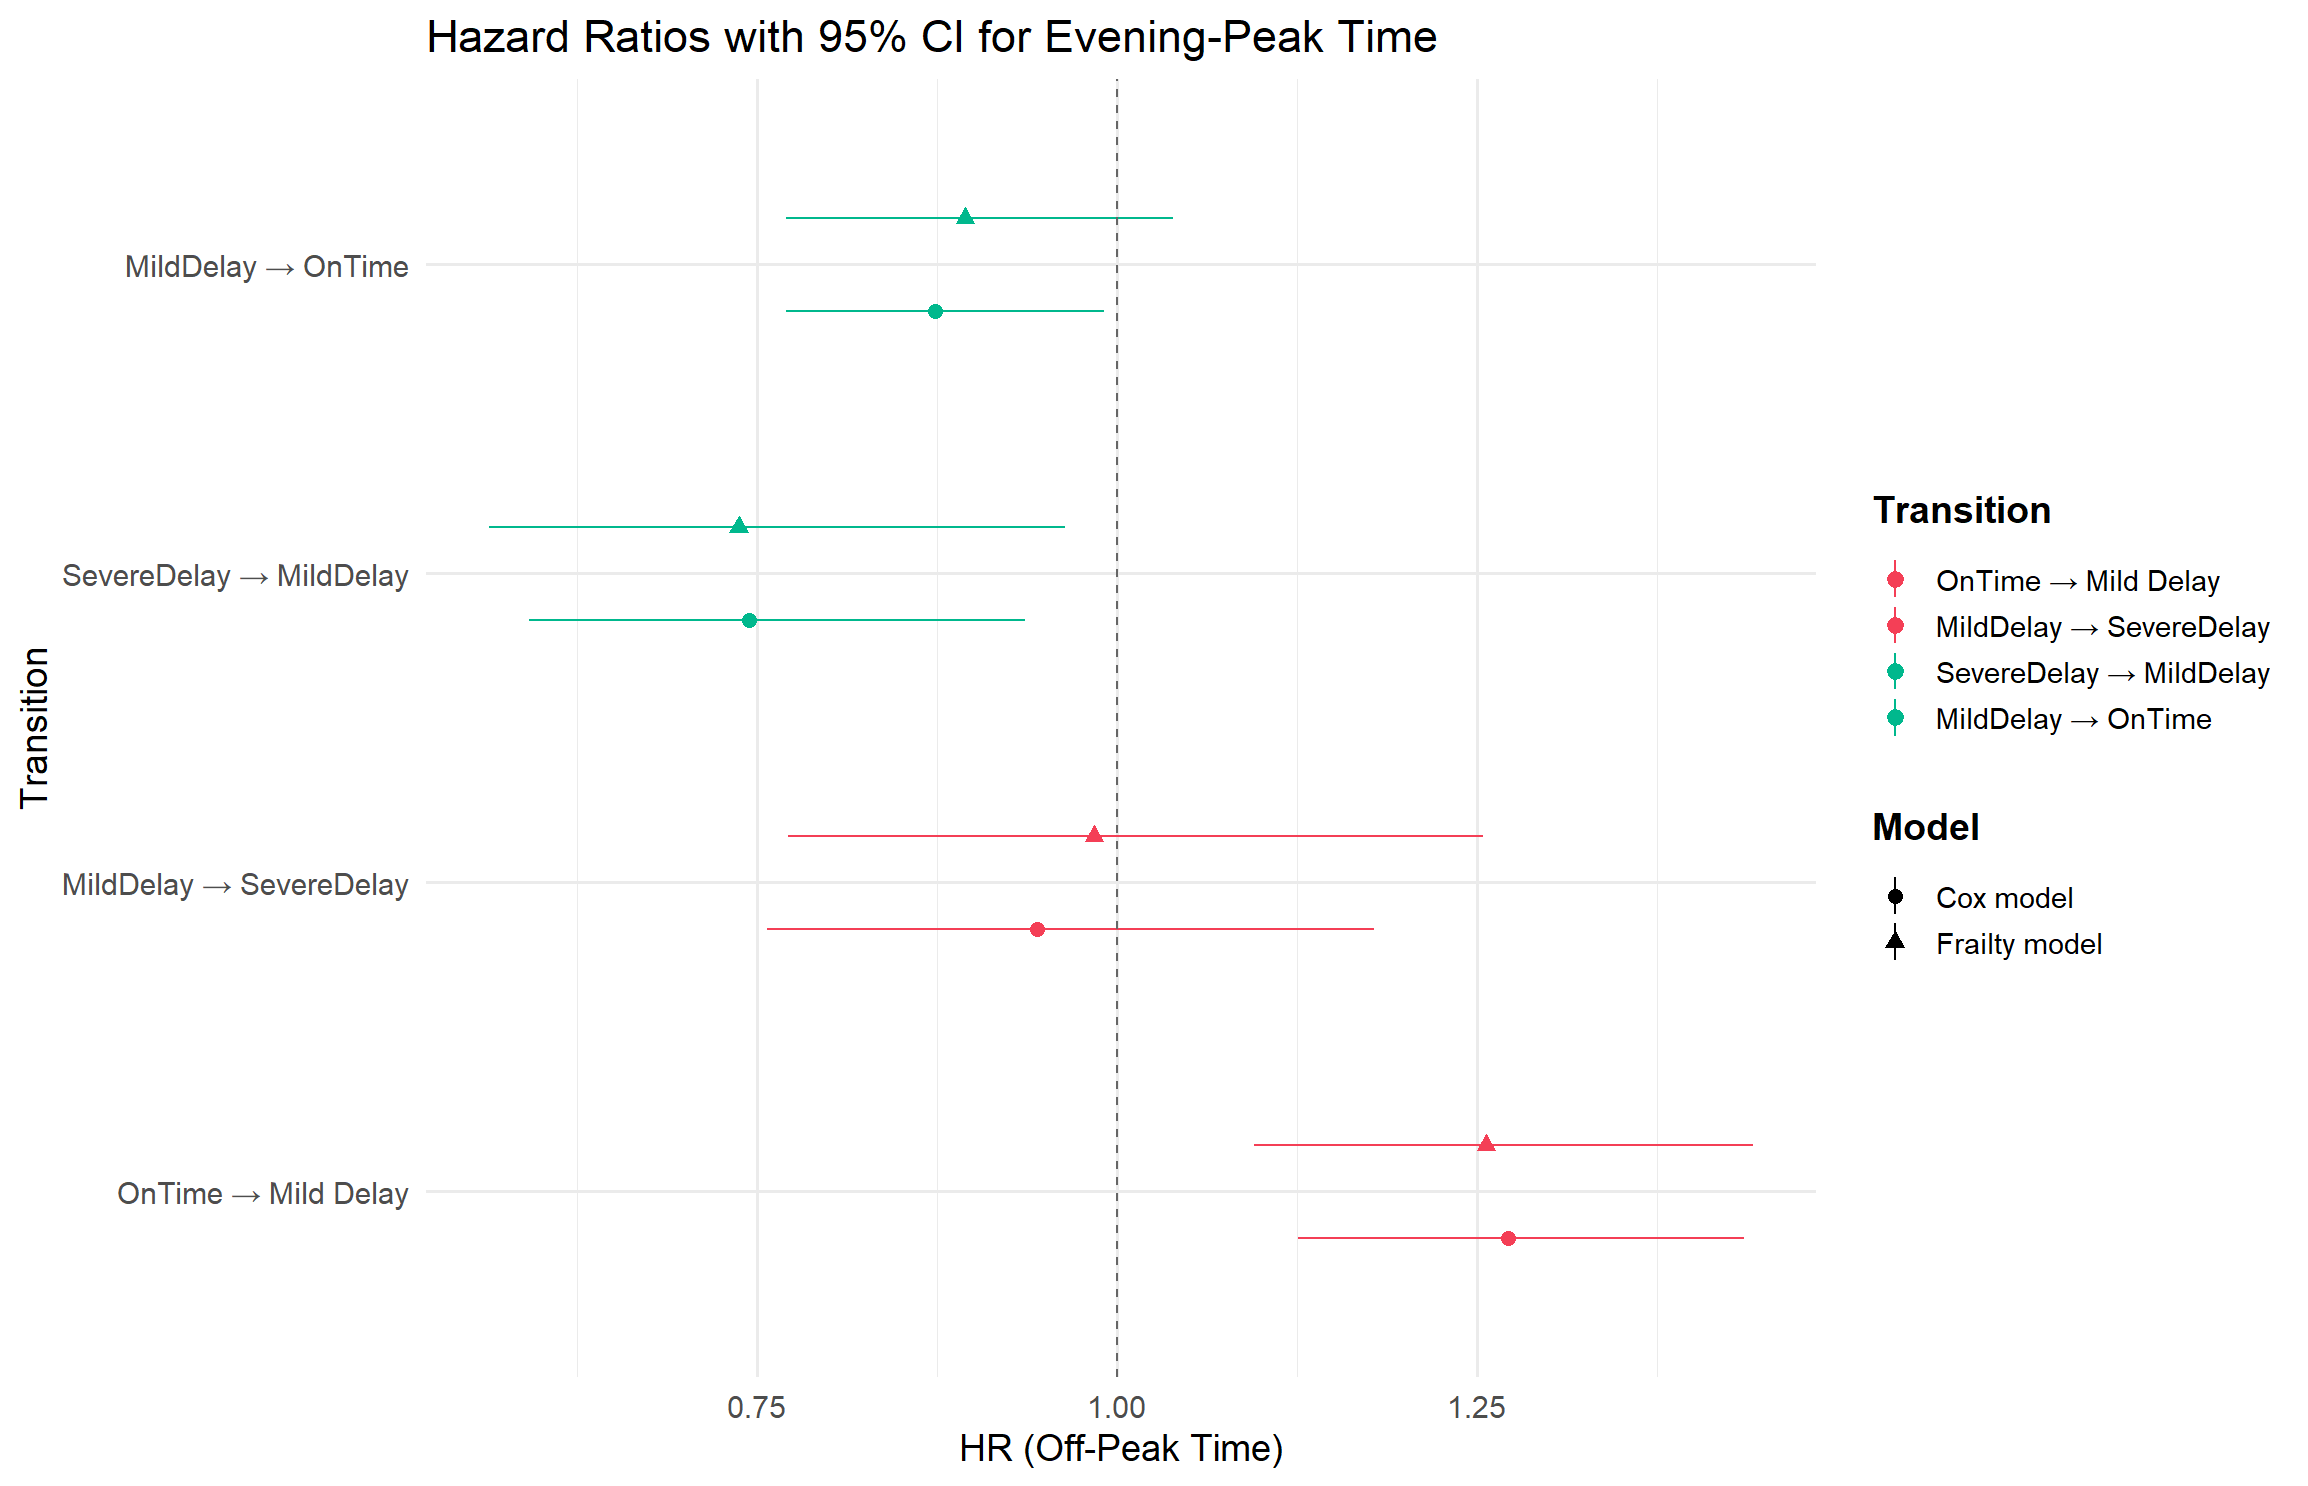 Hazard Ratios with 95% CI for Evening-Peak Time
Transition
MildDelay → OnTime
SevereDelay → MildDelay
MildDelay → SevereDelay
OnTime → Mild Delay
0.75
1.00
1.25
HR (Off-Peak Time)
Transition
OnTime → Mild Delay
MildDelay → SevereDelay
SevereDelay → MildDelay
MildDelay → OnTime
Model
Cox model
Frailty model